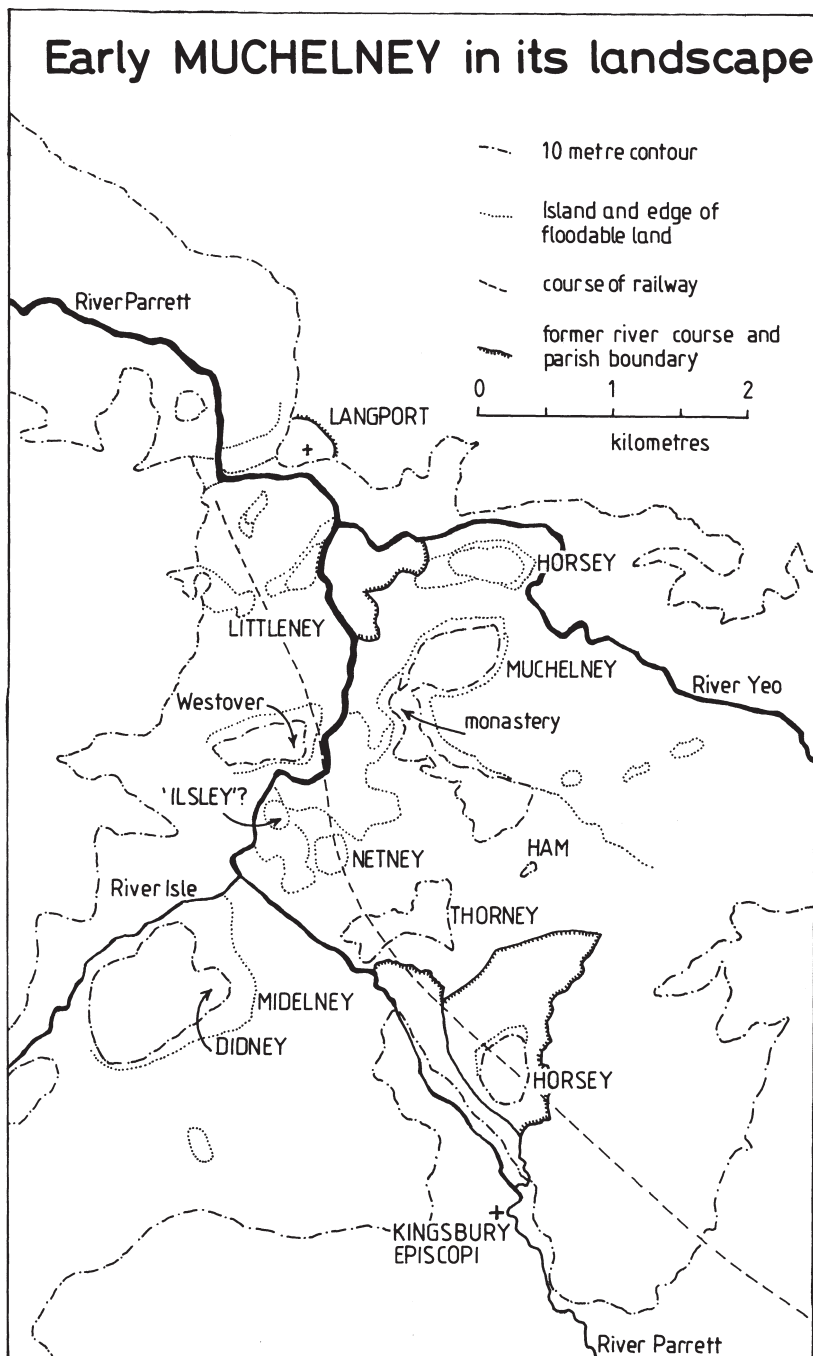 Early MUCHELNEY in its landscape
10 metre contour
Island and edge of
floodable land
course of railway
former river course and
parish boundary
0 1 2
kilometres
River Parrett
LANGPORT
HORSEY
LITTLENEY
MUCHELNEY
River Yeo
Westover
monastery
'ILSLEY'?
NETNEY
HAM
River Isle
THORNEY
MIDELNEY
DIDNEY
HORSEY
KINGSBURY
EPISCOPI
River Parrett